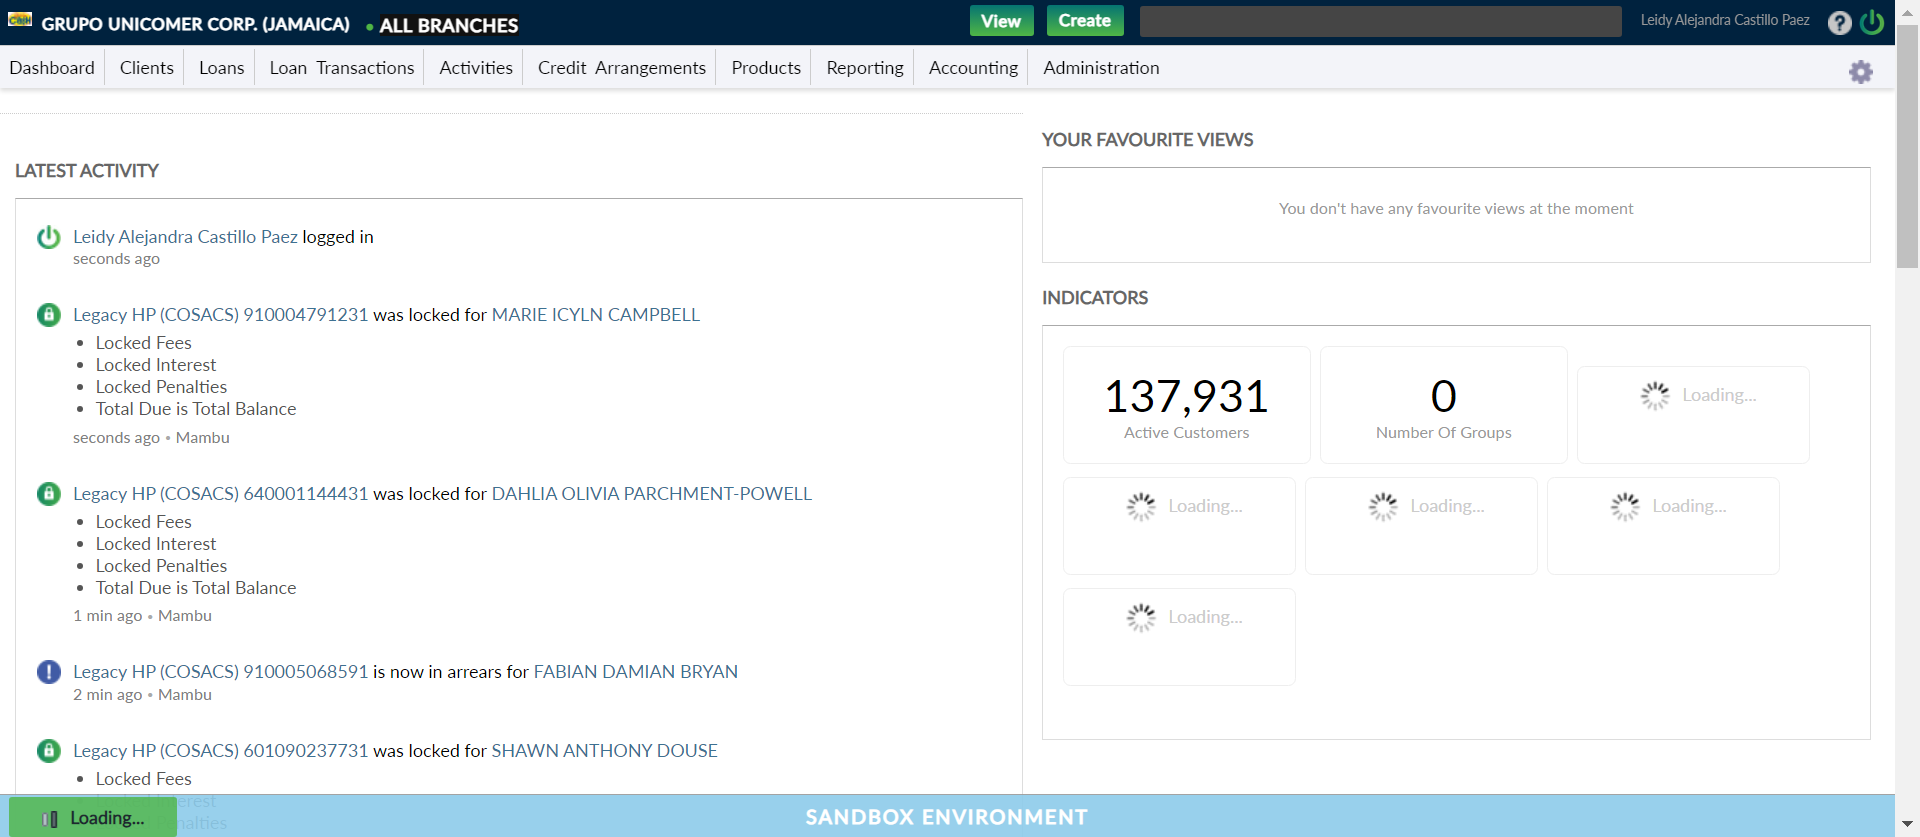 Cash
GRUPO UNICOMER CORP. (JAMAICA) • ALL BRANCHES
View
Create
Leidy Alejandra Castillo Paez
?
Dashboard
Clients
Loans
Loan Transactions
Activities
Credit Arrangements
Products
Reporting
Accounting
Administration
LATEST ACTIVITY
Leidy Alejandra Castillo Paez logged in
seconds ago
Legacy HP (COSACS) 910004791231 was locked for MARIE ICYLN CAMPBELL
• Locked Fees
• Locked Interest
• Locked Penalties
• Total Due is Total Balance
seconds ago • Mambu
Legacy HP (COSACS) 640001144431 was locked for DAHLIA OLIVIA PARCHMENT-POWELL
• Locked Fees
• Locked Interest
• Locked Penalties
• Total Due is Total Balance
1 min ago • Mambu
Legacy HP (COSACS) 910005068591 is now in arrears for FABIAN DAMIAN BRYAN
2 min ago • Mambu
Legacy HP (COSACS) 601090237731 was locked for SHAWN ANTHONY DOUSE
• Locked Fees
YOUR FAVOURITE VIEWS
You don't have any favourite views at the moment
INDICATORS
137,931
Active Customers
0
Number Of Groups
Loading...
Loading...
Loading...
Loading...
Loading...
Loading...
SANDBOX ENVIRONMENT